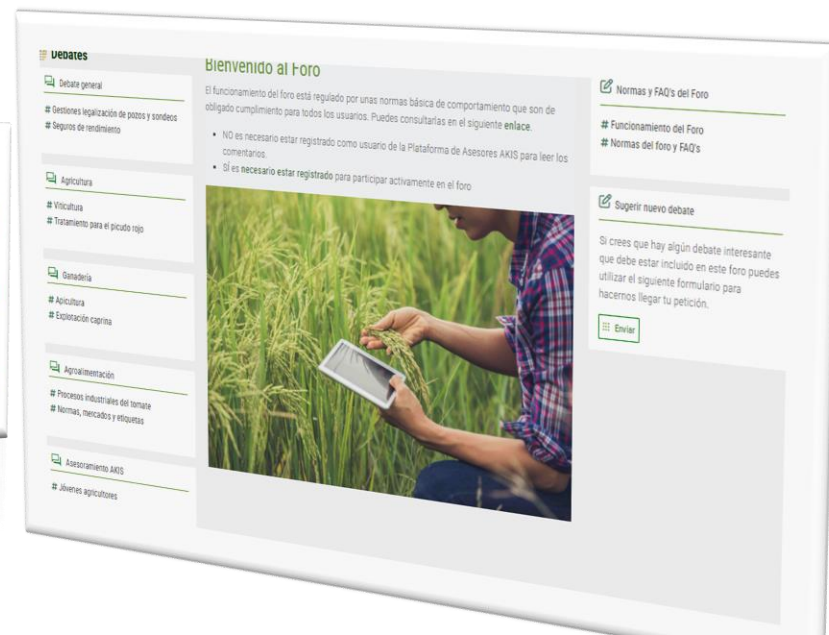 Debates
Debate general
# Gestiones legalización de pozos y sondeos
# Seguros de rendimiento
Agricultura
# Viticultura
# Tratamiento para el picudo rojo
Ganadería
# Apicultura
# Explotación caprina
Agroalimentación
# Procesos industriales del tomate
# Normas, mercados y etiquetas
Asesoramiento AKIS
# Jóvenes agricultores
Bienvenido al Foro
El funcionamiento del foro está regulado por unas normas básica de comportamiento que son de
obligado cumplimiento para todos los usuarios. Puedes consultarlas en el siguiente enlace.
• NO es necesario estar registrado como usuario de la Plataforma de Asesores AKIS para leer los
comentarios.
• SÍ es necesario estar registrado para participar activamente en el foro
Normas y FAQ's del Foro
# Funcionamiento del Foro
# Normas del foro y FAQ's
Sugerir nuevo debate
Si crees que hay algún debate interesante
que debe estar incluido en este foro puedes
utilizar el siguiente formulario para
hacernos llegar tu petición.
Enviar